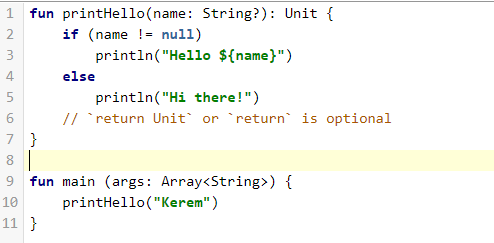 1 fun printHello(name: String?): Unit {
2     if (name != null)
3         println("Hello ${name}")
4     else
5         println("Hi there!")
6     // `return Unit` or `return` is optional
7 }
8
9 fun main (args: Array<String>) {
10     printHello("Kerem")
11 }